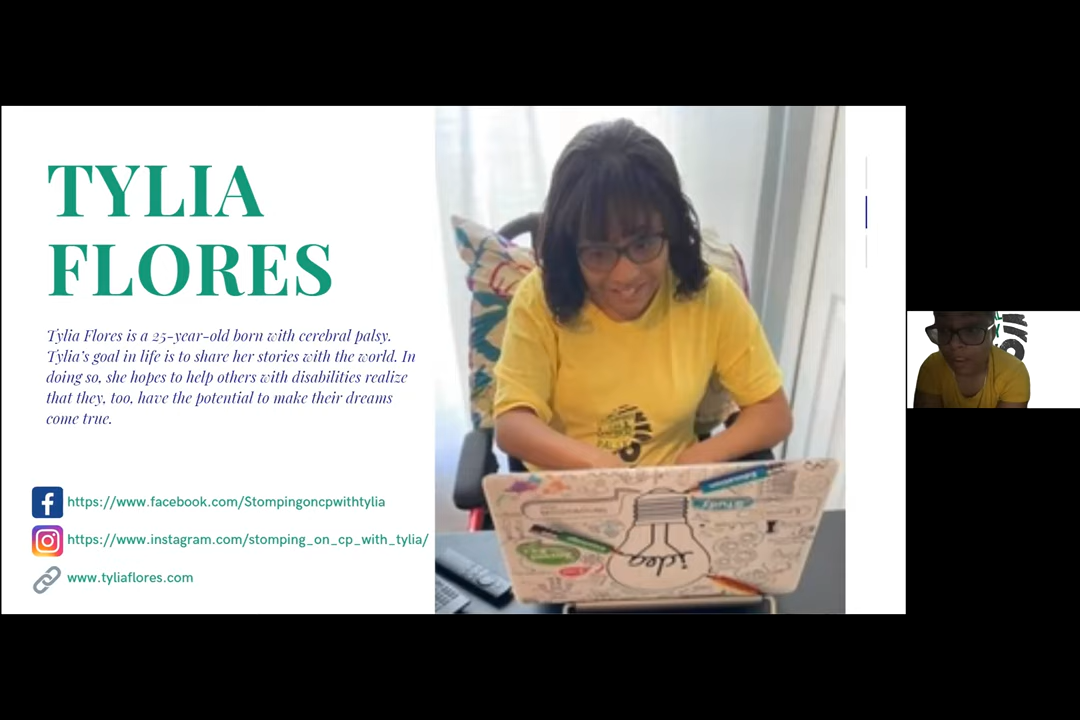 TYLIA
FLORES
Tylia Flores is a 25-year-old born with cerebral palsy.
Tylia's goal in life is to share her stories with the world. In
doing so, she hopes to help others with disabilities realize
that they, too, have the potential to make their dreams
come true.
https://www.facebook.com/Stompingoncpwithtylia
https://www.instagram.com/stomping_on_cp_with_tylia/
www.tyliaflores.com
PALSY
Study
idea